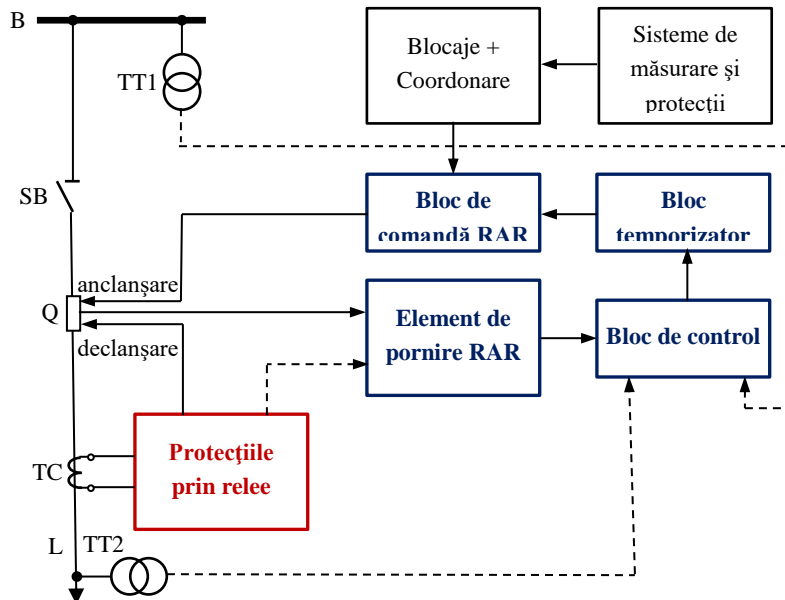 B
TT1
Blocaje +
Coordonare
Sisteme de
măsurare şi
protecţii
SB
Bloc de
comandă RAR
Bloc
temporizator
anclanşare
Q
declanşare
Element de
pornire RAR
Bloc de control
Protecţiile
prin relee
TC
L
TT2